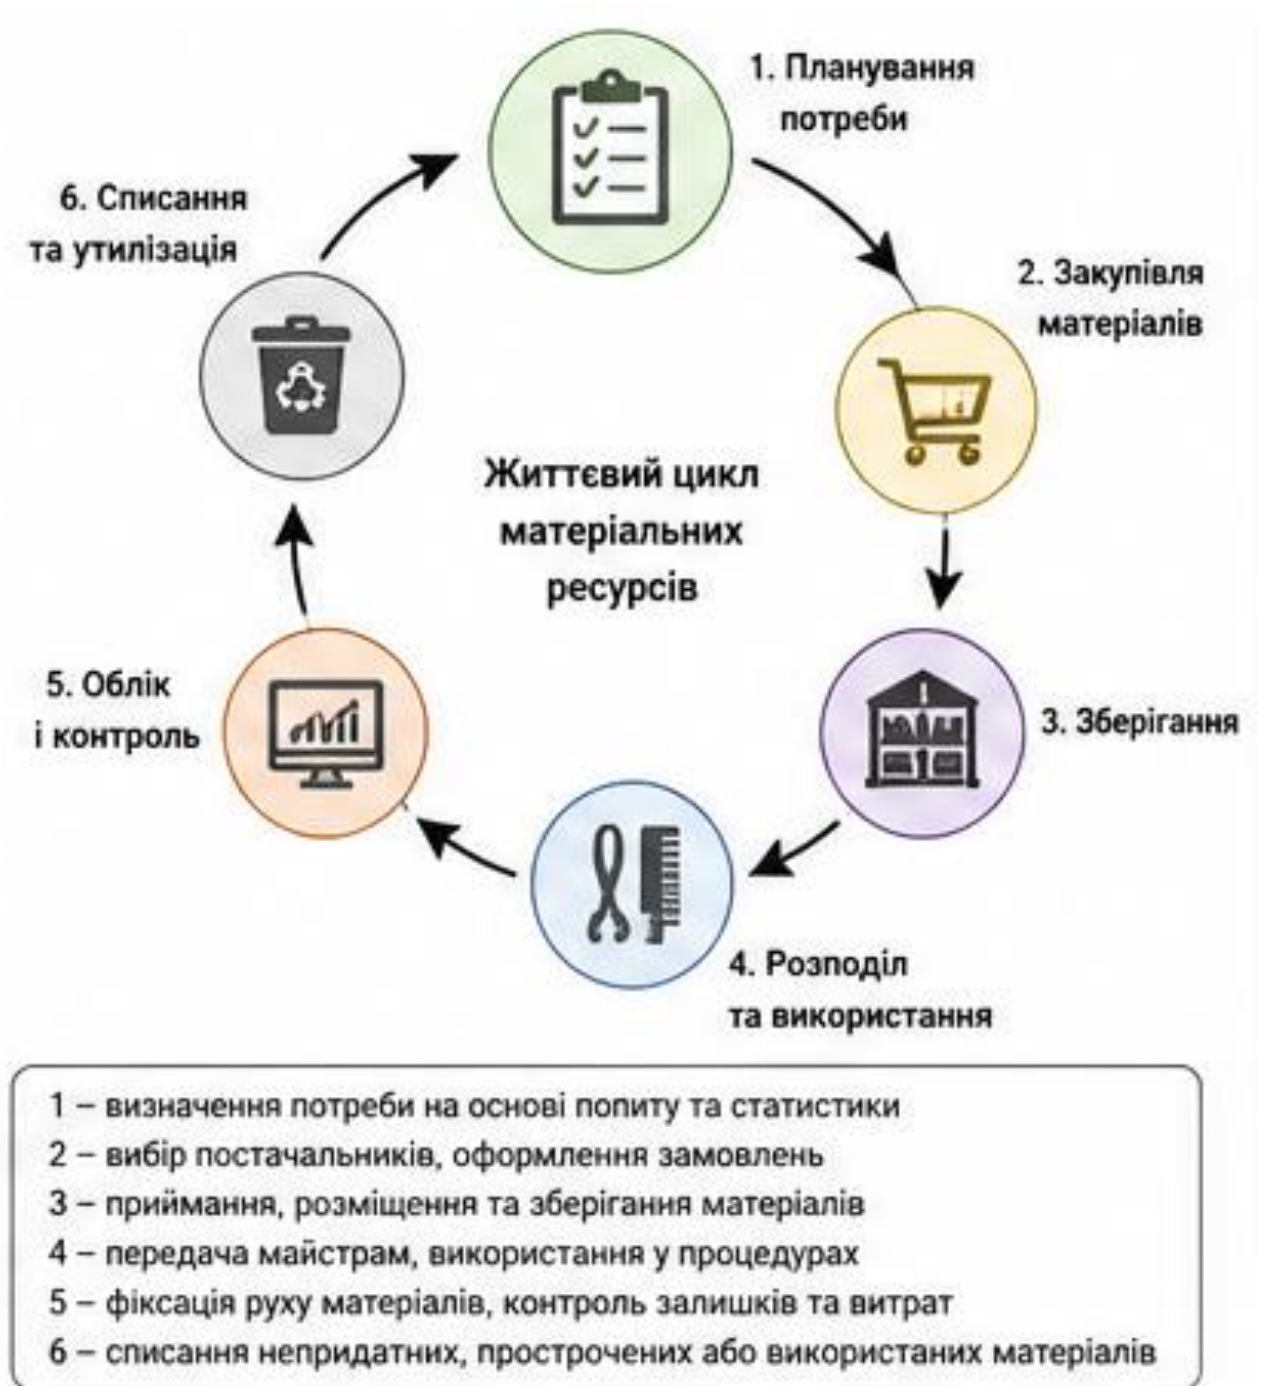 1. Планування
потреби
2. Закупівля
матеріалів
3. Зберігання
4. Розподіл
та використання
5. Облік
і контроль
6. Списання
та утилізація
Життєвий цикл
матеріальних
ресурсів
1 – визначення потреби на основі попиту та статистики
2 – вибір постачальників, оформлення замовлень
3 – приймання, розміщення та зберігання матеріалів
4 – передача майстрам, використання у процедурах
5 – фіксація руху матеріалів, контроль залишків та витрат
6 – списання непридатних, прострочених або використаних матеріалів